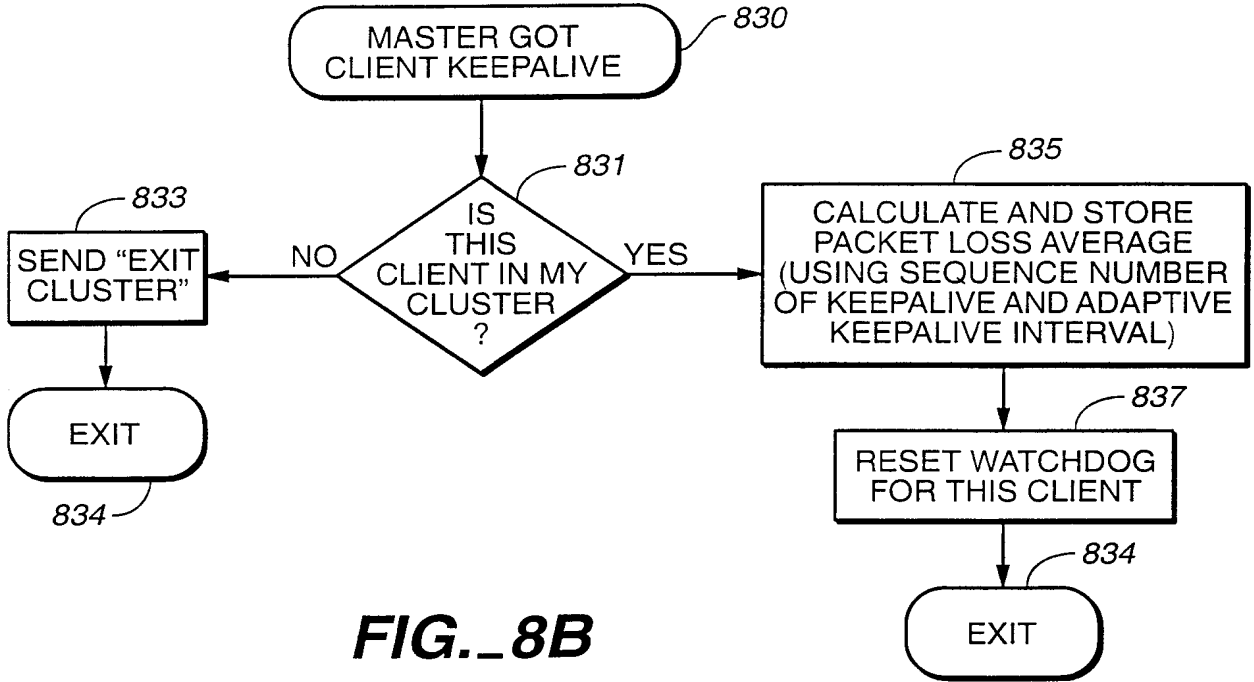 MASTER GOT
CLIENT KEEPALIVE
830
831
IS
THIS
CLIENT IN MY
CLUSTER
?
NO
YES
833
SEND “EXIT
CLUSTER”
EXIT
834
835
CALCULATE AND STORE
PACKET LOSS AVERAGE
(USING SEQUENCE NUMBER
OF KEEPALIVE AND ADAPTIVE
KEEPALIVE INTERVAL)
837
RESET WATCHDOG
FOR THIS CLIENT
834
EXIT
FIG._8B